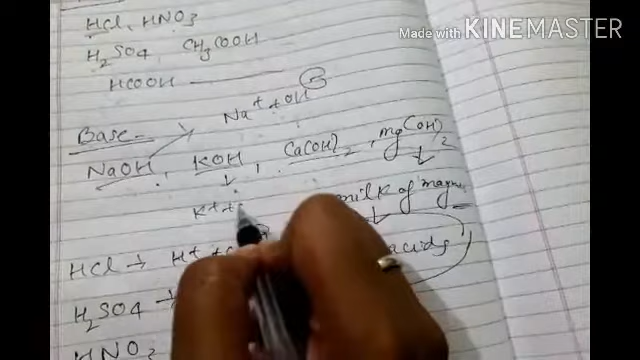 Made with KINEMASTER
HCl, HNO3
H2SO4, CH3COOH
HCOOH
Na+ + OH-
Base -
NaOH, KOH, Ca(OH)2, mg(OH)2
K+ +
milk of magne
HCl → H+ +
acids
H2SO4 →
HNO3